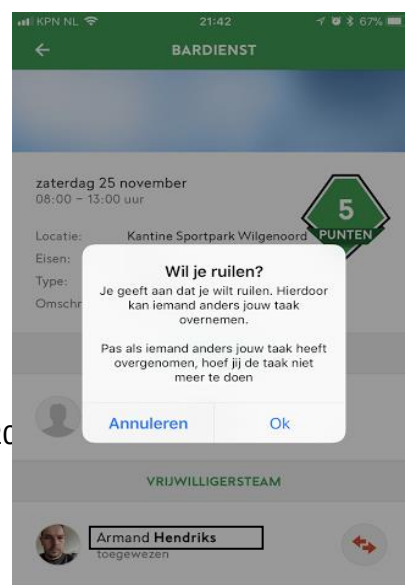 KPN NL 21:42 67%
BARDIENST
zaterdag 25 november
08:00 – 13:00 uur
5
PUNTEN
Locatie: Kantine Sportpark Wilgenoord
Eisen:
Type:
Omschr
Wil je ruilen?
Je geeft aan dat je wilt ruilen. Hierdoor
kan iemand anders jouw taak
overnemen.
Pas als iemand anders jouw taak heeft
overgenomen, hoef jij de taak niet
meer te doen
Annuleren Ok
VRIJWILLIGERSTEAM
Armand Hendriks
toegewezen